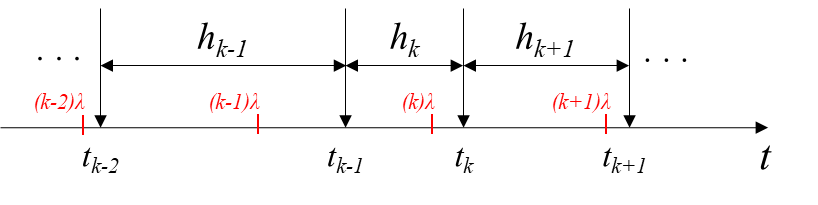 . . . h_{k-1} h_k h_{k+1} . . .
(k-2)λ (k-1)λ (k)λ (k+1)λ
t_{k-2} t_{k-1} t_k t_{k+1} t